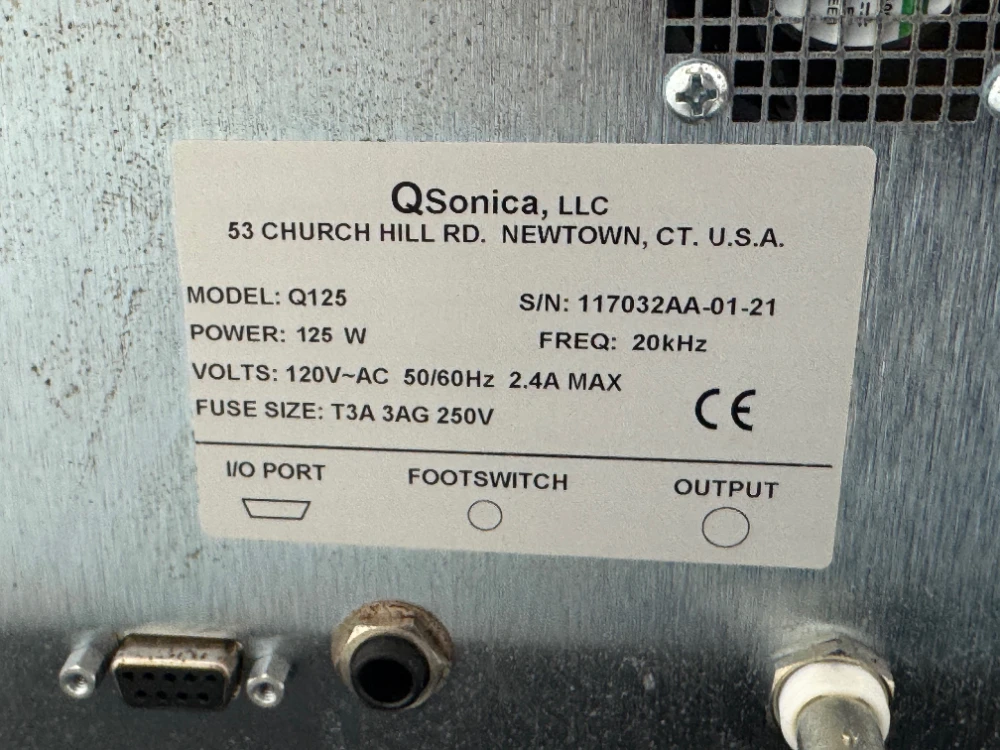 QSonica, LLC
53 CHURCH HILL RD. NEWTOWN, CT. U.S.A.
MODEL: Q125 S/N: 117032AA-01-21
POWER: 125 W FREQ: 20kHz
VOLTS: 120V~AC 50/60Hz 2.4A MAX
FUSE SIZE: T3A 3AG 250V CE
I/O PORT FOOTSWITCH OUTPUT